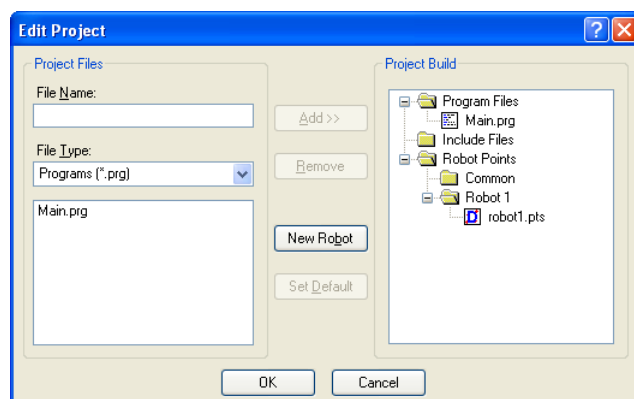 Edit Project
Project Files
File Name:
File Type:
Programs (*.prg)
Main.prg
Add >>
Remove
New Robot
Set Default
Project Build
Program Files
Main.prg
Include Files
Robot Points
Common
Robot 1
D robot1.pts
OK
Cancel